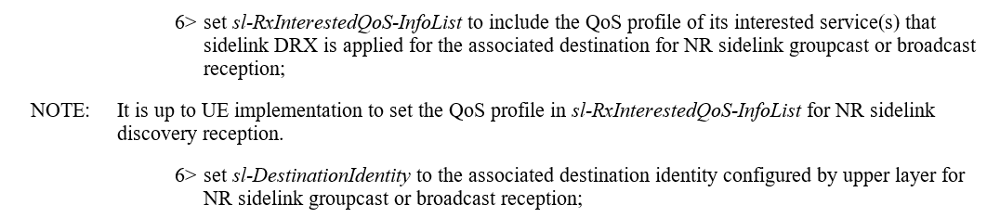 6> set sl-RxInterestedQoS-InfoList to include the QoS profile of its interested service(s) that
sidelink DRX is applied for the associated destination for NR sidelink groupcast or broadcast
reception;
NOTE: It is up to UE implementation to set the QoS profile in sl-RxInterestedQoS-InfoList for NR sidelink
discovery reception.
6> set sl-DestinationIdentity to the associated destination identity configured by upper layer for
NR sidelink groupcast or broadcast reception;